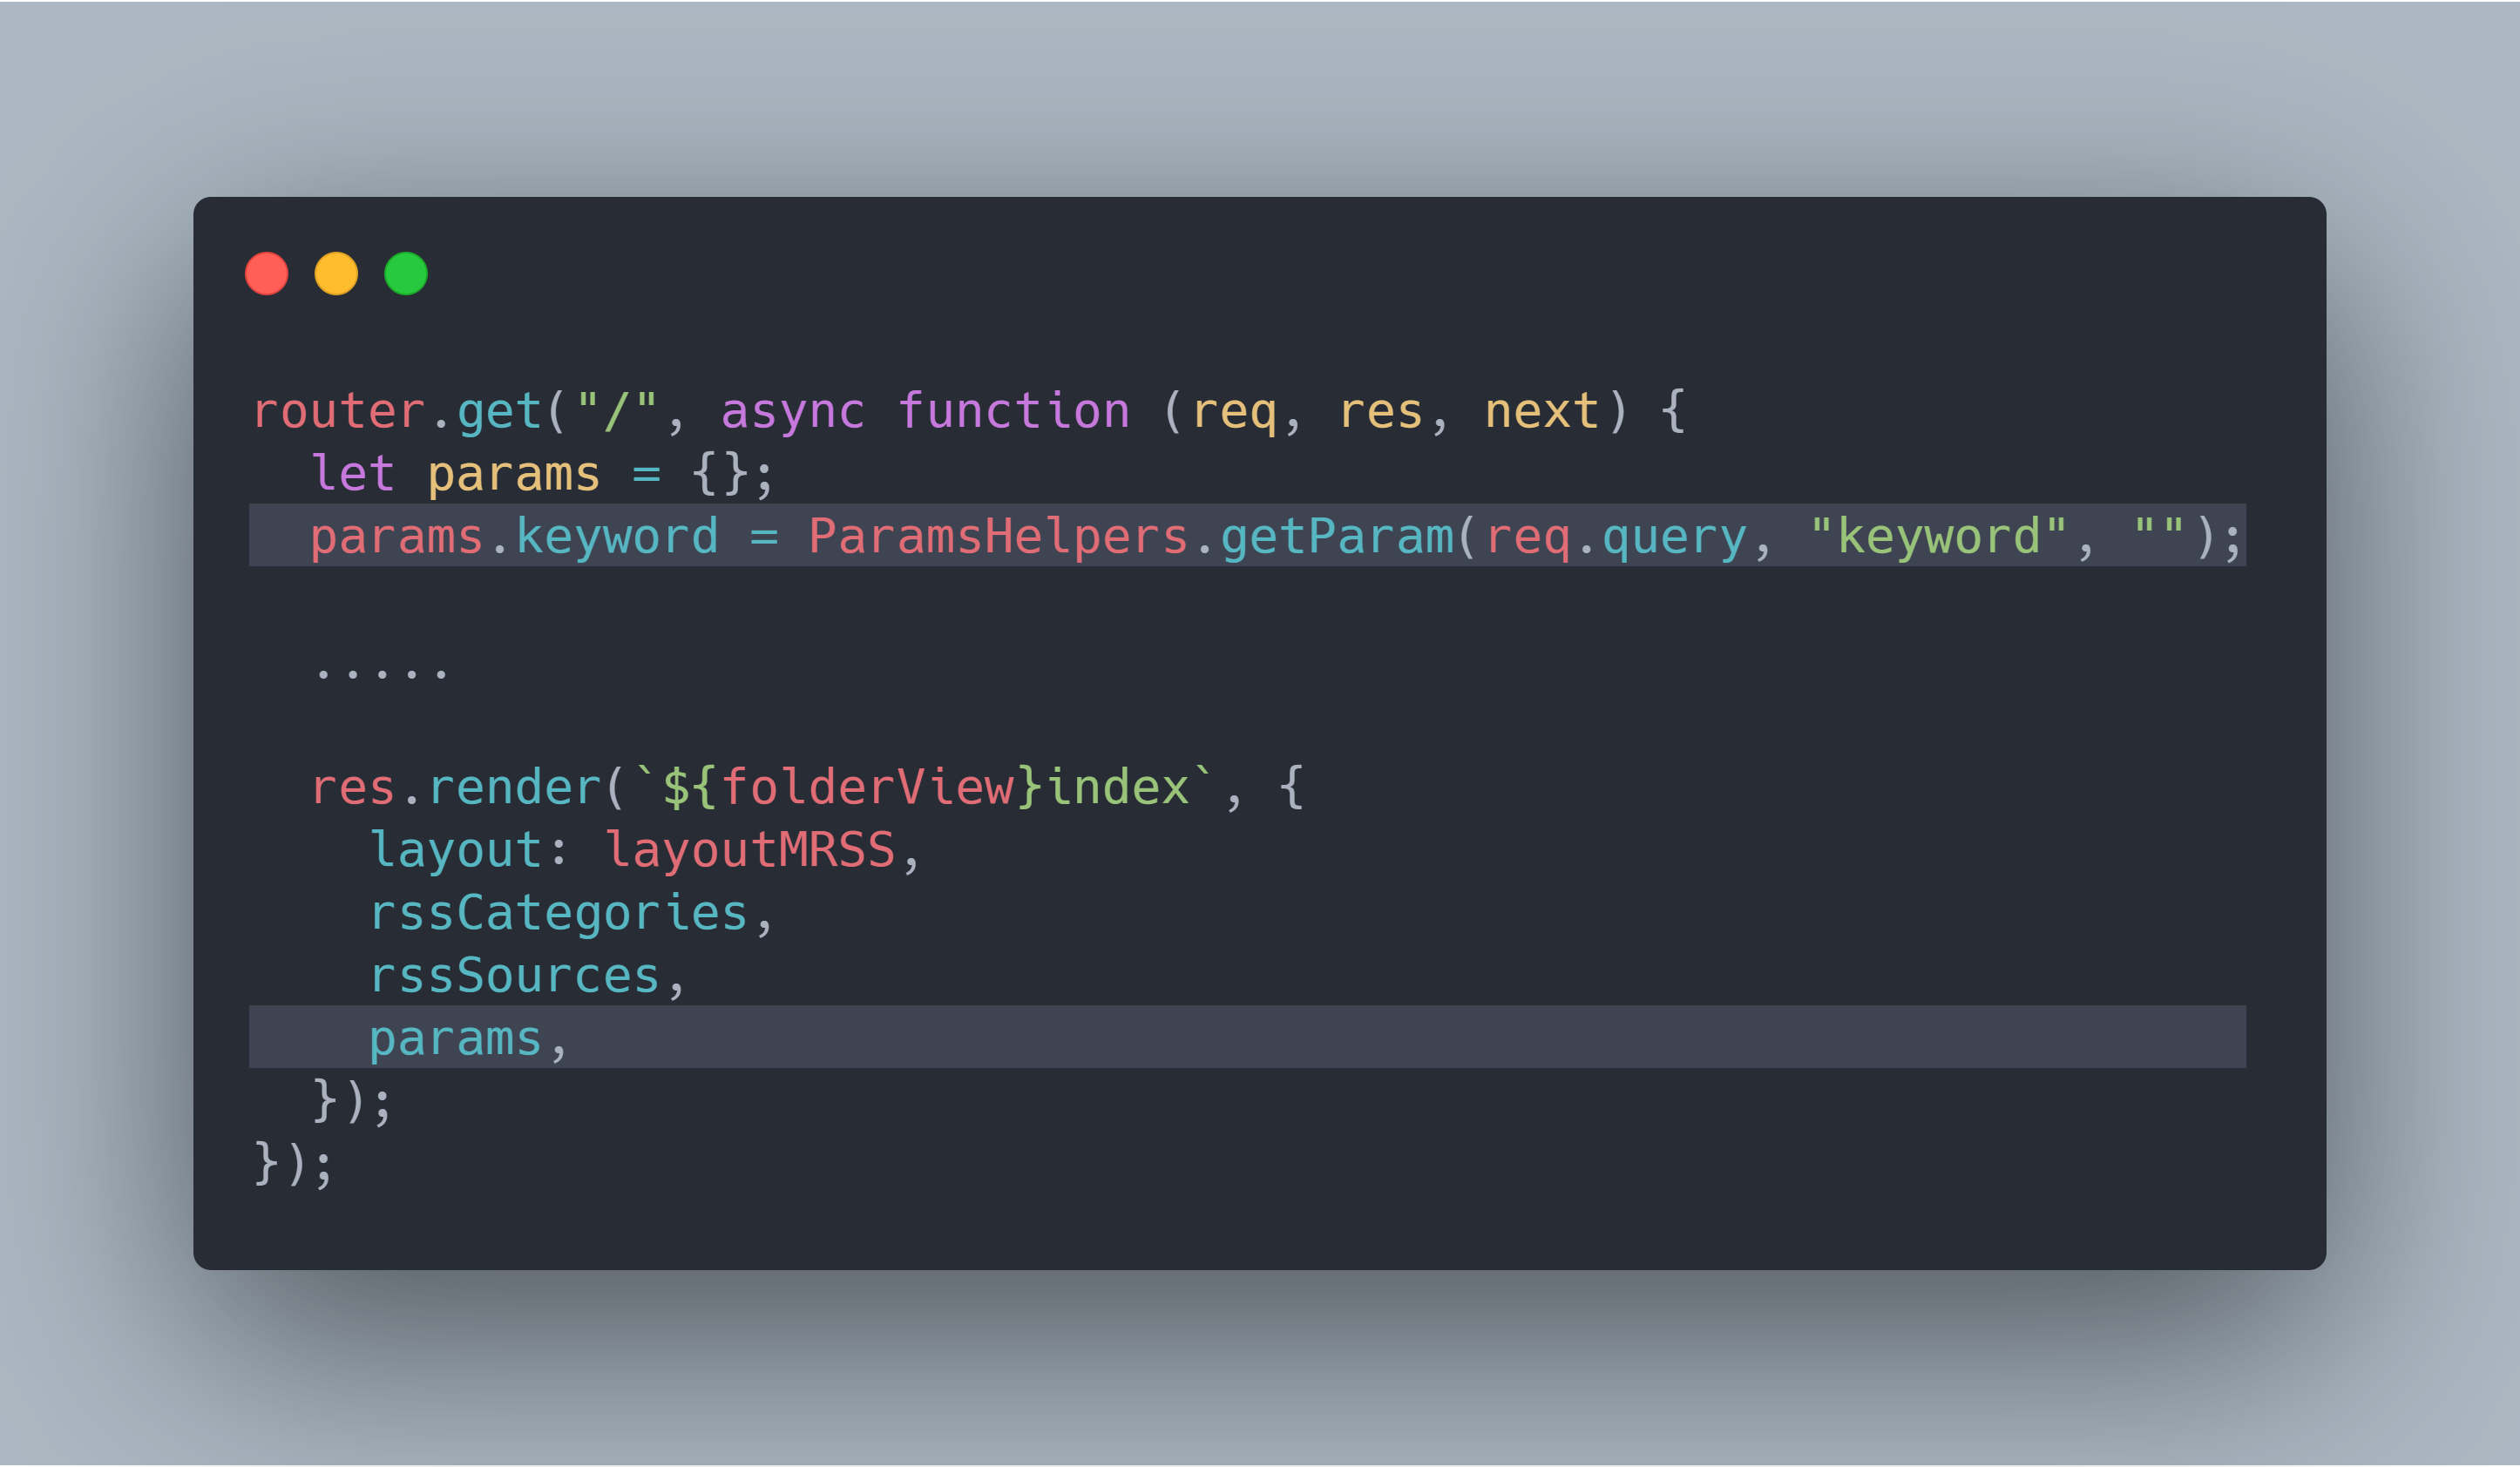 router.get("/", async function (req, res, next) {
  let params = {};
  params.keyword = ParamsHelpers.getParam(req.query, "keyword", "");

  .....

  res.render(`${folderView}index`, {
    layout: layoutMRSS,
    rssCategories,
    rssSources,
    params,
  });
});